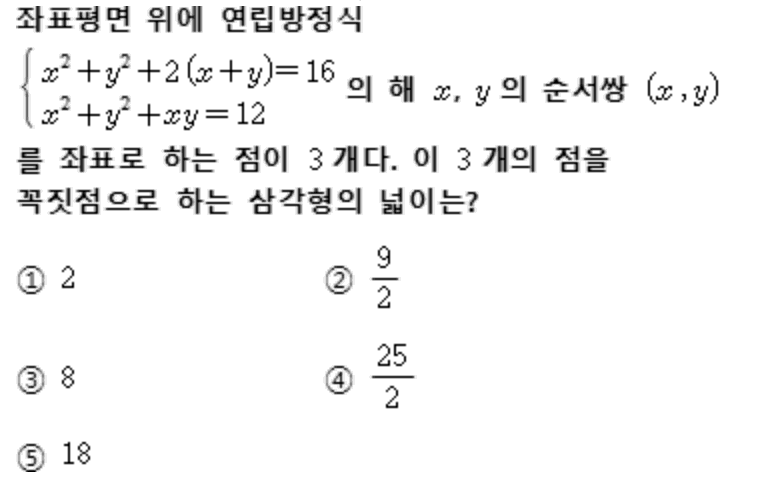 좌표평면 위에 연립방정식
{ x²+y²+2(x+y)=16
x²+y²+xy=12 의 해 x, y 의 순서쌍 (x, y)
를 좌표로 하는 점이 3개다. 이 3개의 점을
꼭짓점으로 하는 삼각형의 넓이는?
① 2 ② 9/2
③ 8 ④ 25/2
⑤ 18